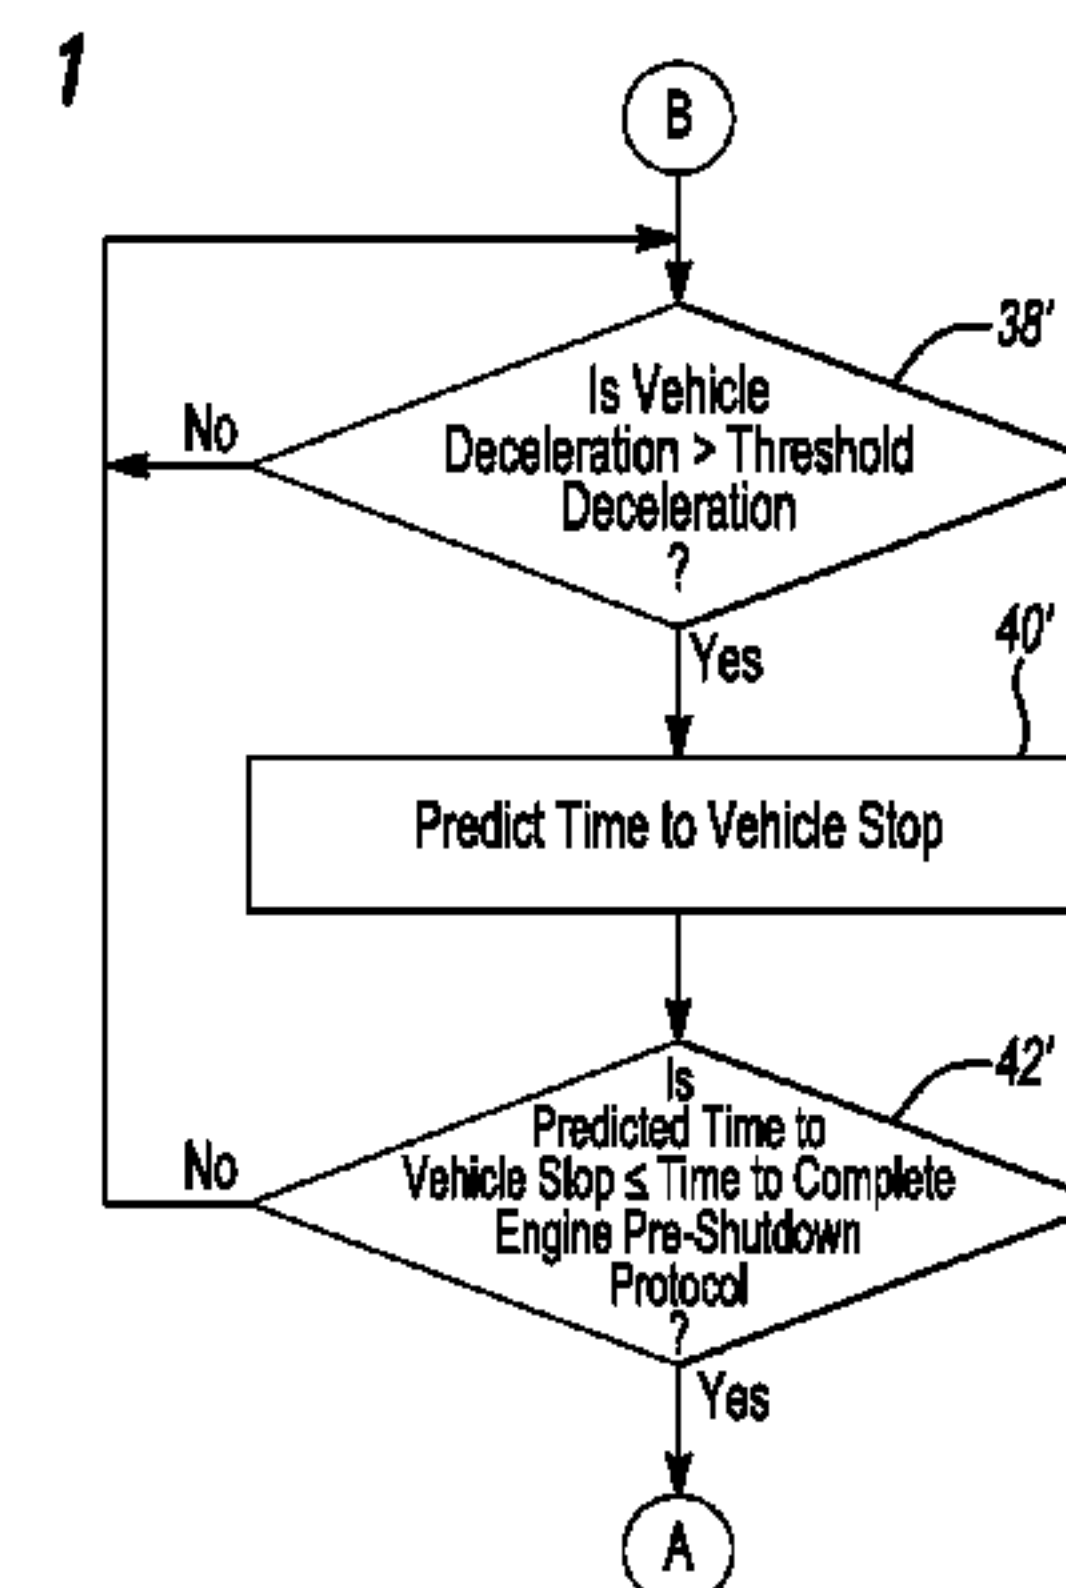 1
B
38'
Is Vehicle
Deceleration > Threshold
Deceleration
?
No
Yes
40'
Predict Time to Vehicle Stop
42'
Is
Predicted Time to
Vehicle Stop ≤ Time to Complete
Engine Pre-Shutdown
Protocol
?
No
Yes
A